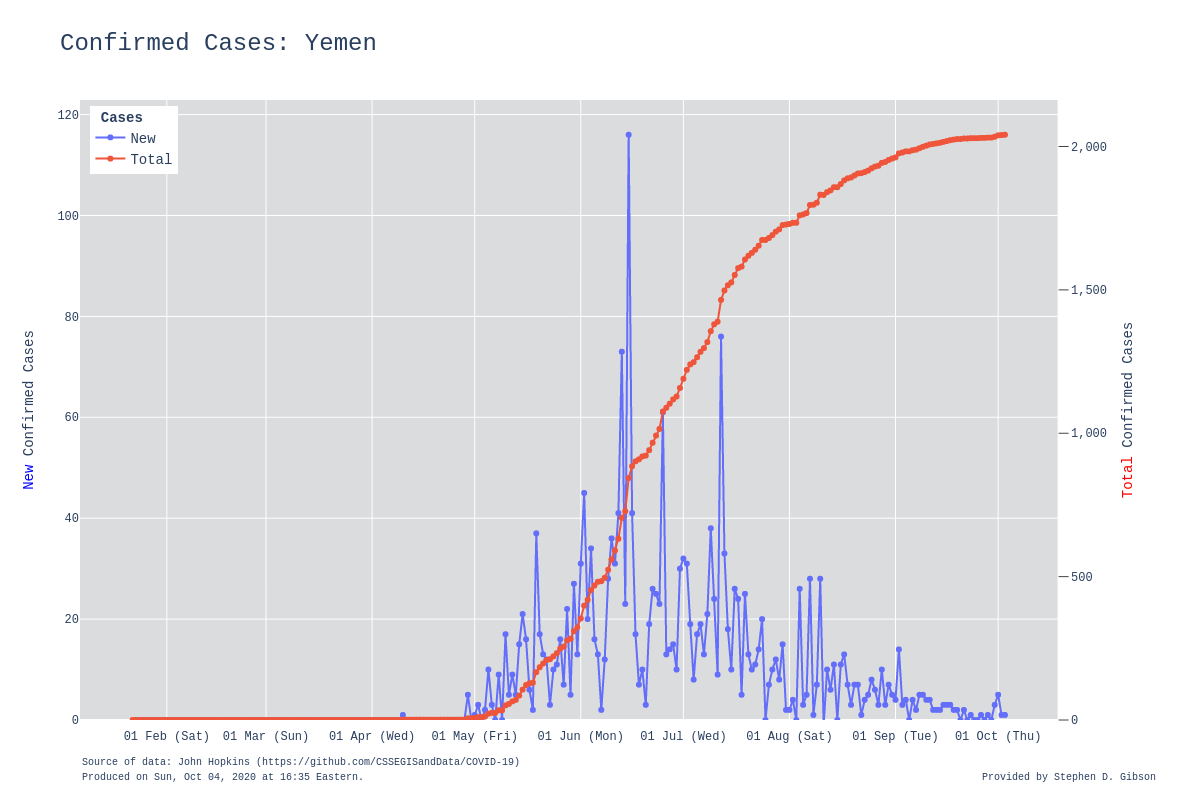 Confirmed Cases: Yemen
Cases
New
Total
120
100
80
60
40
20
0
2,000
1,500
1,000
500
0
New Confirmed Cases
Total Confirmed Cases
01 Feb (Sat) 01 Mar (Sun) 01 Apr (Wed) 01 May (Fri) 01 Jun (Mon) 01 Jul (Wed) 01 Aug (Sat) 01 Sep (Tue) 01 Oct (Thu)
Source of data: John Hopkins (https://github.com/CSSEGISandData/COVID-19)
Produced on Sun, Oct 04, 2020 at 16:35 Eastern.
Provided by Stephen D. Gibson